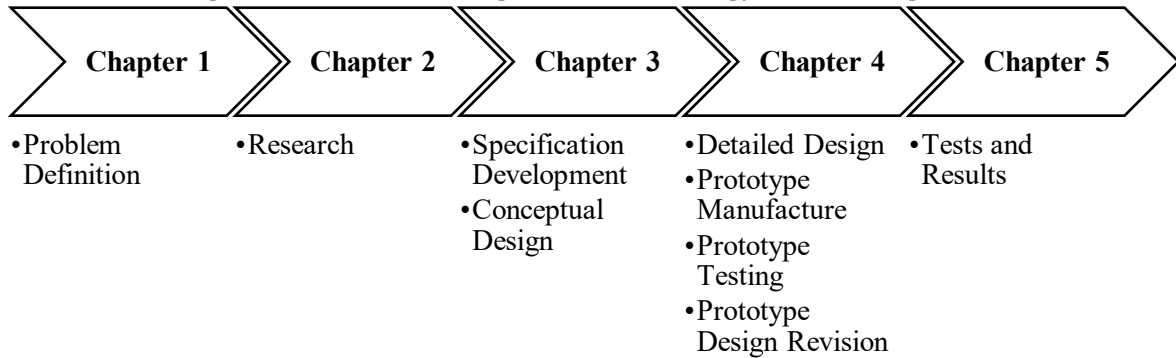 Chapter 1
Chapter 2
Chapter 3
Chapter 4
Chapter 5
•Problem
Definition
•Research
•Specification
Development
•Conceptual
Design
•Detailed Design
•Prototype
Manufacture
•Prototype
Testing
•Prototype
Design Revision
•Tests and
Results